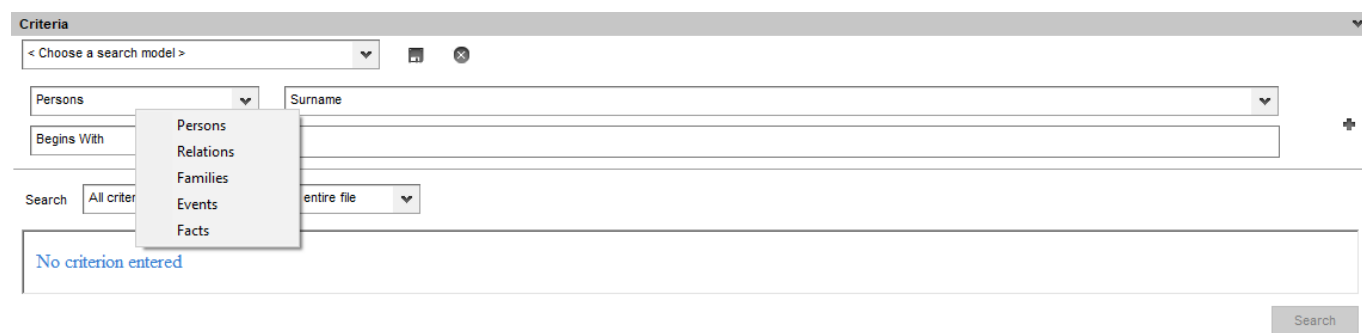 Criteria
< Choose a search model >
Persons
Surname
Begins With
Persons
Relations
Families
Events
Facts
Search
All criter
entire file
No criterion entered
Search